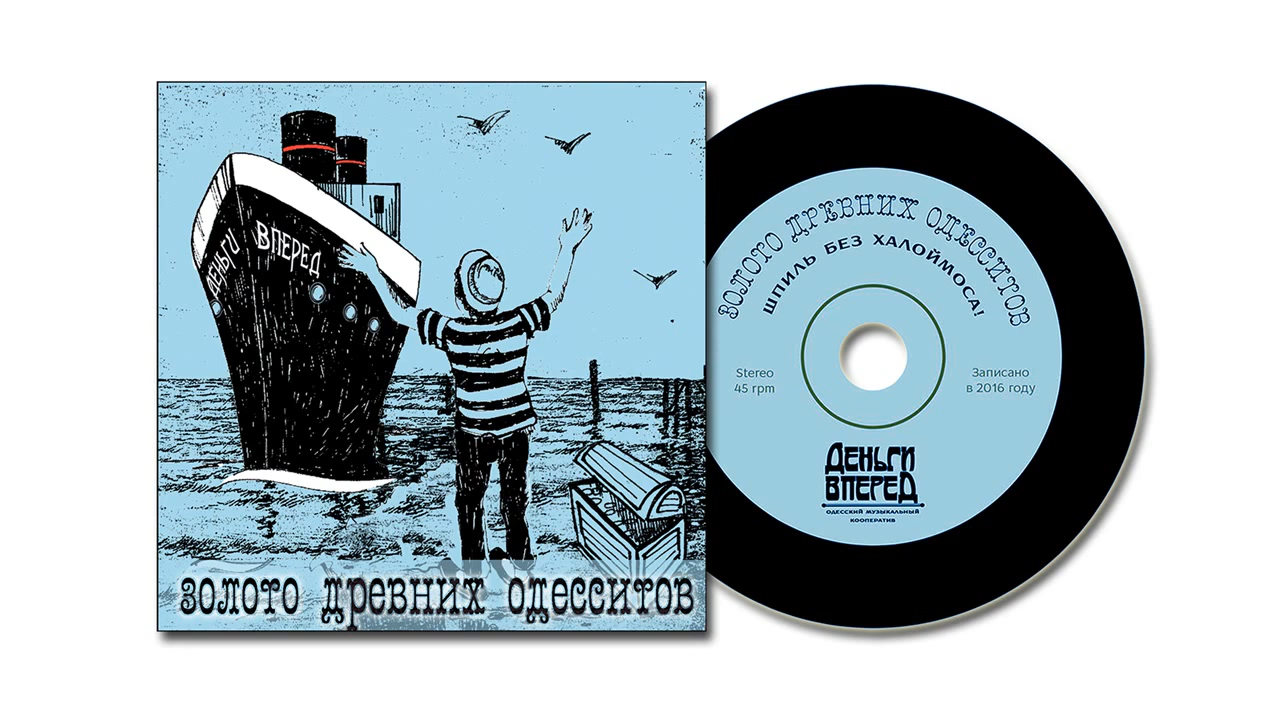 ДЕНЬГИ ВПЕРЕД
золото древних одесситов
ЗОЛОТО ДРЕВНИХ ОДЕССИТОВ
ШПИЛЬ БЕЗ ХАЛОЙМОСА!
Stereo
45 rpm
Записано
в 2016 году
ДЕНЬГИ
ВПЕРЕД
ОДЕССКИЙ МУЗЫКАЛЬНЫЙ
КООПЕРАТИВ